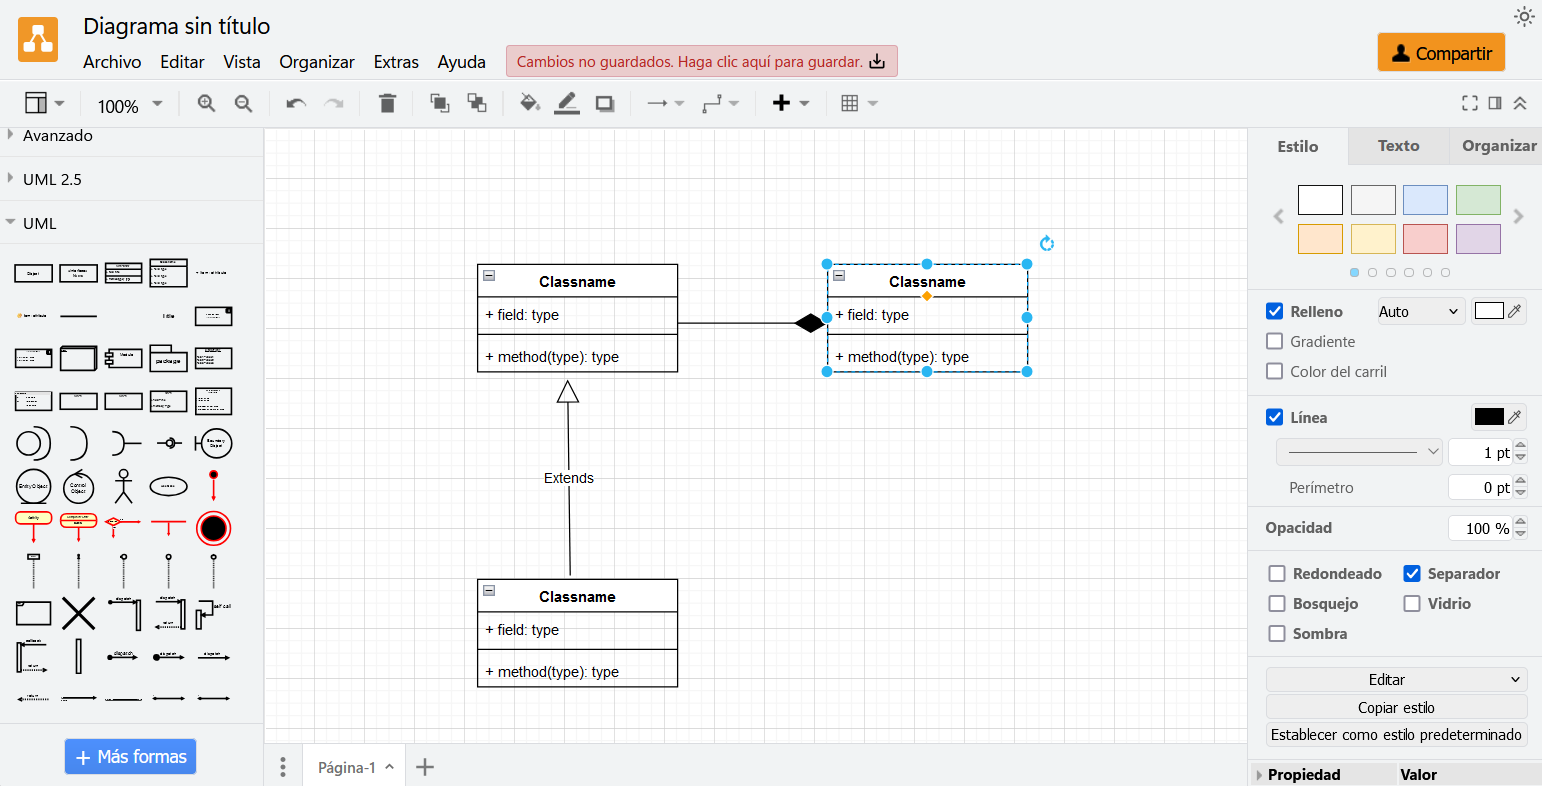 Diagrama sin título
Archivo Editar Vista Organizar Extras Ayuda
Cambios no guardados. Haga clic aquí para guardar.
Compartir
100%
Avanzado
UML 2.5
UML
Más formas
Classname
+ field: type
+ method(type): type
Classname
+ field: type
+ method(type): type
Extends
Classname
+ field: type
+ method(type): type
Página-1
Estilo Texto Organizar
Relleno Auto
Gradiente
Color del carril
Línea
1 pt
Perímetro 0 pt
Opacidad 100 %
Redondeado Separador
Bosquejo Vidrio
Sombra
Editar
Copiar estilo
Establecer como estilo predeterminado
Propiedad Valor